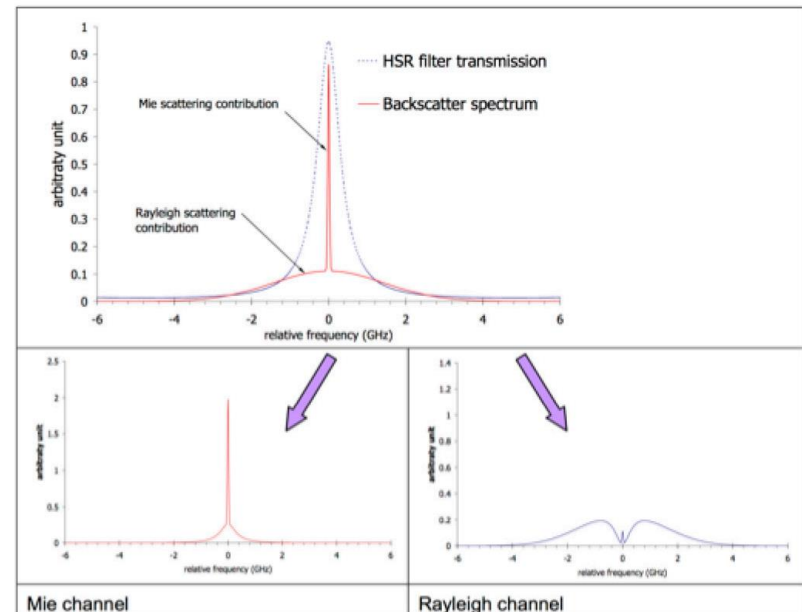 1
0.9
0.8
0.7
0.6
0.5
0.4
0.3
0.2
0.1
0
arbitraty unit
HSR filter transmission
Backscatter spectrum
Mie scattering contribution
Rayleigh scattering
contribution
-6 -4 -2 0 2 4 6
relative frequency (GHz)
2.5
2
1.5
1
0.5
0
arbitraty unit
-6 -4 -2 0 2 4 6
relative frequency (GHz)
Mie channel
1.4
1.2
1
0.8
0.6
0.4
0.2
0
arbitraty unit
-6 -4 -2 0 2 4 6
relative frequency (GHz)
Rayleigh channel